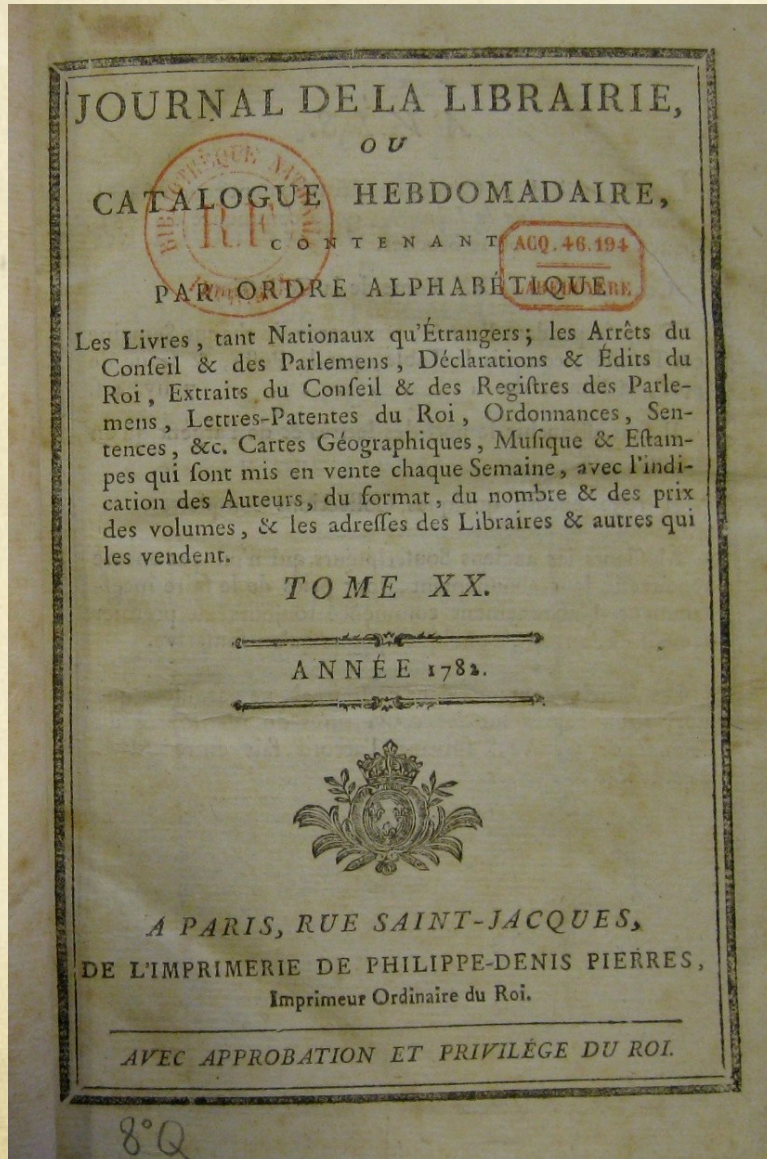 JOURNAL DE LA LIBRAIRIE,
OU
CATALOGUE HEBDOMADAIRE,
CONTENANT
PAR ORDRE ALPHABÉTIQUE
Les Livres, tant Nationaux qu'Étrangers; les Arrêts du
Conſeil & des Parlemens, Déclarations & Édits du
Roi, Extraits du Conſeil & des Regiſtres des Parle-
mens, Lettres-Patentes du Roi, Ordonnances, Sen-
tences, &c. Cartes Géographiques, Muſique & Eſtam-
pes qui ſont mis en vente chaque Semaine, avec l'indi-
cation des Auteurs, du format, du nombre & des prix
des volumes, & les adreſſes des Libraires & autres qui
les vendent.
TOME XX.
ANNÉE 1782.
A PARIS, RUE SAINT-JACQUES,
DE L'IMPRIMERIE DE PHILIPPE-DENIS PIERRES,
Imprimeur Ordinaire du Roi.
AVEC APPROBATION ET PRIVILÉGE DU ROI.
R F
ACQ. 46.194
8° Q